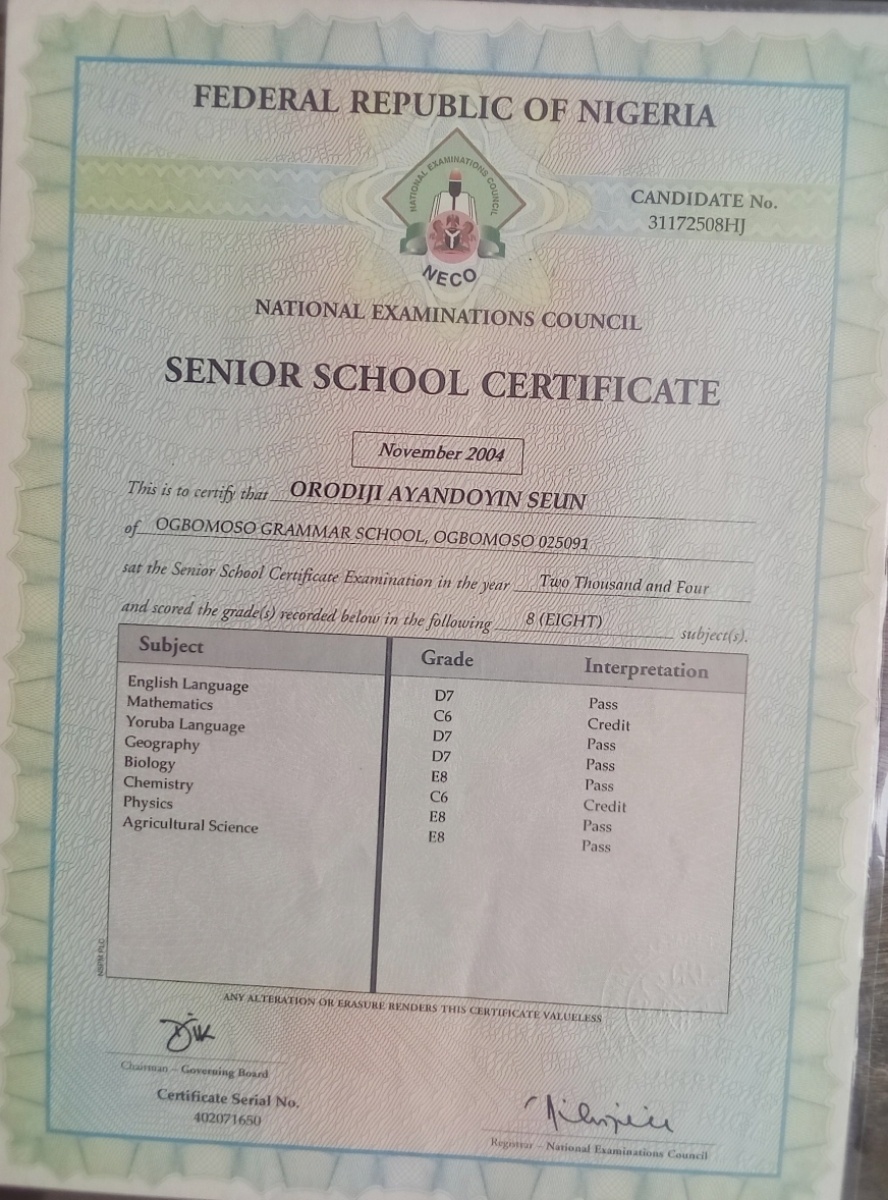 FEDERAL REPUBLIC OF NIGERIA
NATIONAL EXAMINATIONS COUNCIL
NECO
CANDIDATE No.
31172508HJ
NATIONAL EXAMINATIONS COUNCIL
SENIOR SCHOOL CERTIFICATE
November 2004
This is to certify that ORODIJI AYANDOYIN SEUN
of OGBOMOSO GRAMMAR SCHOOL, OGBOMOSO 025091
sat the Senior School Certificate Examination in the year Two Thousand and Four
and scored the grade(s) recorded below in the following 8 (EIGHT) subject(s).
Subject Grade Interpretation
English Language D7 Pass
Mathematics C6 Credit
Yoruba Language D7 Pass
Geography D7 Pass
Biology E8 Pass
Chemistry C6 Credit
Physics E8 Pass
Agricultural Science E8 Pass
NSPM PLC
ANY ALTERATION OR ERASURE RENDERS THIS CERTIFICATE VALUELESS
Chairman – Governing Board
Certificate Serial No.
402071650
Registrar – National Examinations Council